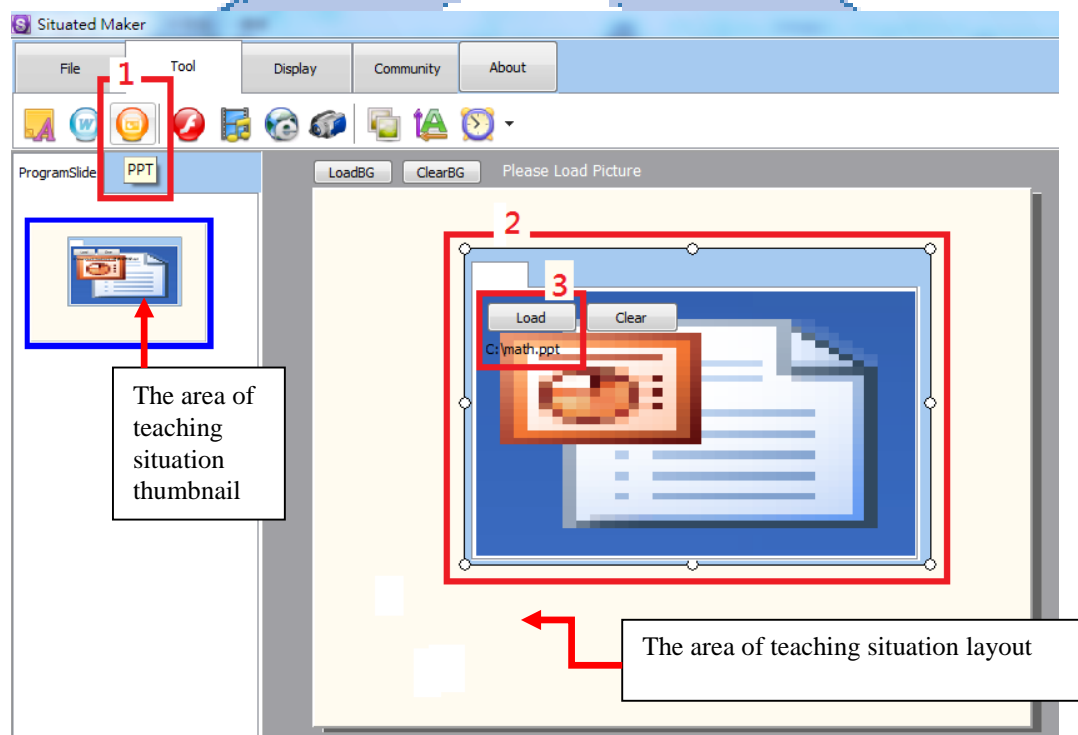 Situated Maker
File Tool Display Community About
1
PPT
ProgramSlide
LoadBG ClearBG Please Load Picture
2
3
Load Clear
C:\math.ppt
The area of
teaching
situation
thumbnail
The area of teaching situation layout